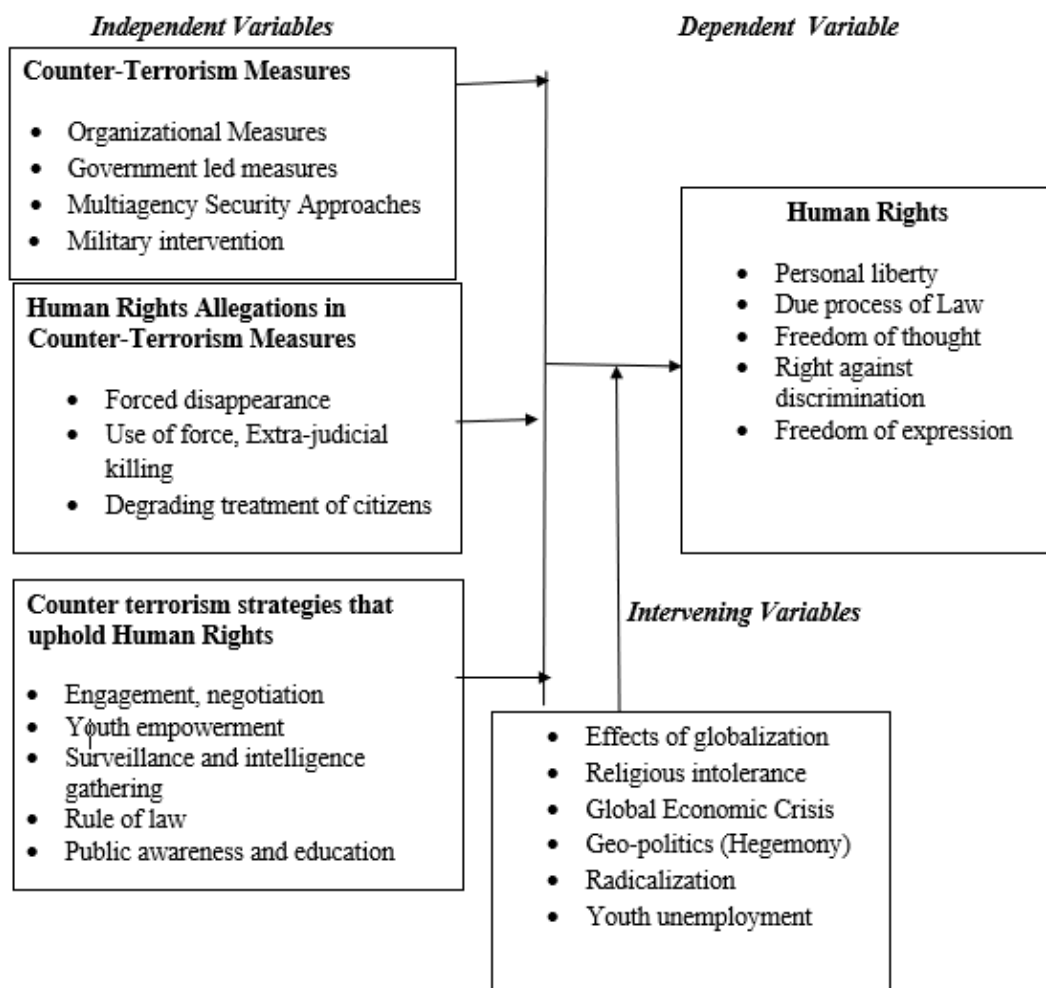 Independent Variables
Dependent Variable
Counter-Terrorism Measures
• Organizational Measures
• Government led measures
• Multiagency Security Approaches
• Military intervention
Human Rights Allegations in
Counter-Terrorism Measures
• Forced disappearance
• Use of force, Extra-judicial
killing
• Degrading treatment of citizens
Counter terrorism strategies that
uphold Human Rights
• Engagement, negotiation
• Youth empowerment
• Surveillance and intelligence
gathering
• Rule of law
• Public awareness and education
Human Rights
• Personal liberty
• Due process of Law
• Freedom of thought
• Right against
discrimination
• Freedom of expression
Intervening Variables
• Effects of globalization
• Religious intolerance
• Global Economic Crisis
• Geo-politics (Hegemony)
• Radicalization
• Youth unemployment